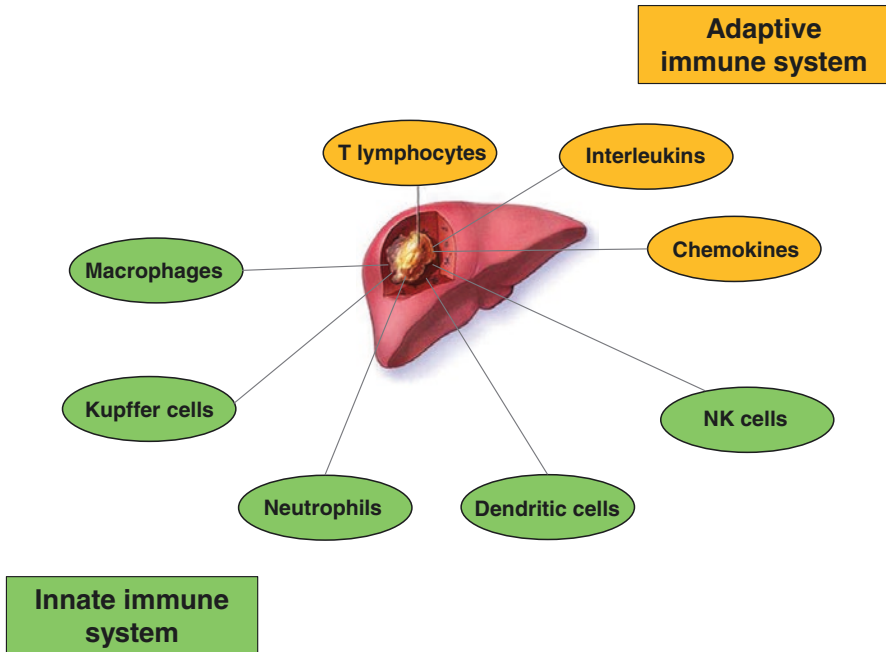 Adaptive
immune system
T lymphocytes
Interleukins
Chemokines
Macrophages
Kupffer cells
NK cells
Neutrophils
Dendritic cells
Innate immune
system